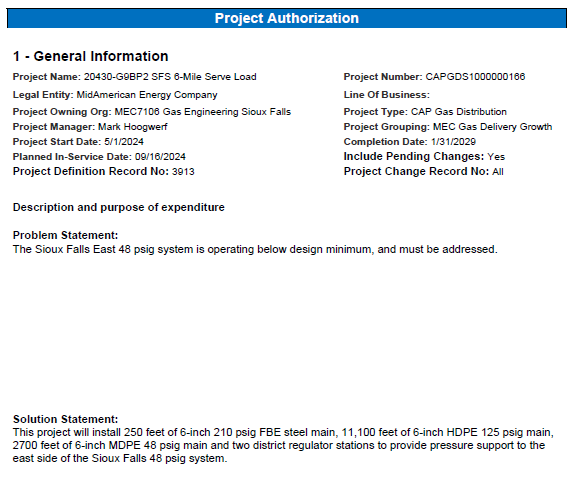 Project Authorization
1 - General Information
Project Name: 20430-G9BP2 SFS 6-Mile Serve Load
Project Number: CAPGDS1000000166
Legal Entity: MidAmerican Energy Company
Line Of Business:
Project Owning Org: MEC7106 Gas Engineering Sioux Falls
Project Type: CAP Gas Distribution
Project Manager: Mark Hoogwerf
Project Grouping: MEC Gas Delivery Growth
Project Start Date: 5/1/2024
Completion Date: 1/31/2029
Planned In-Service Date: 09/16/2024
Include Pending Changes: Yes
Project Definition Record No: 3913
Project Change Record No: All
Description and purpose of expenditure
Problem Statement:
The Sioux Falls East 48 psig system is operating below design minimum, and must be addressed.
Solution Statement:
This project will install 250 feet of 6-inch 210 psig FBE steel main, 11,100 feet of 6-inch HDPE 125 psig main,
2700 feet of 6-inch MDPE 48 psig main and two district regulator stations to provide pressure support to the
east side of the Sioux Falls 48 psig system.